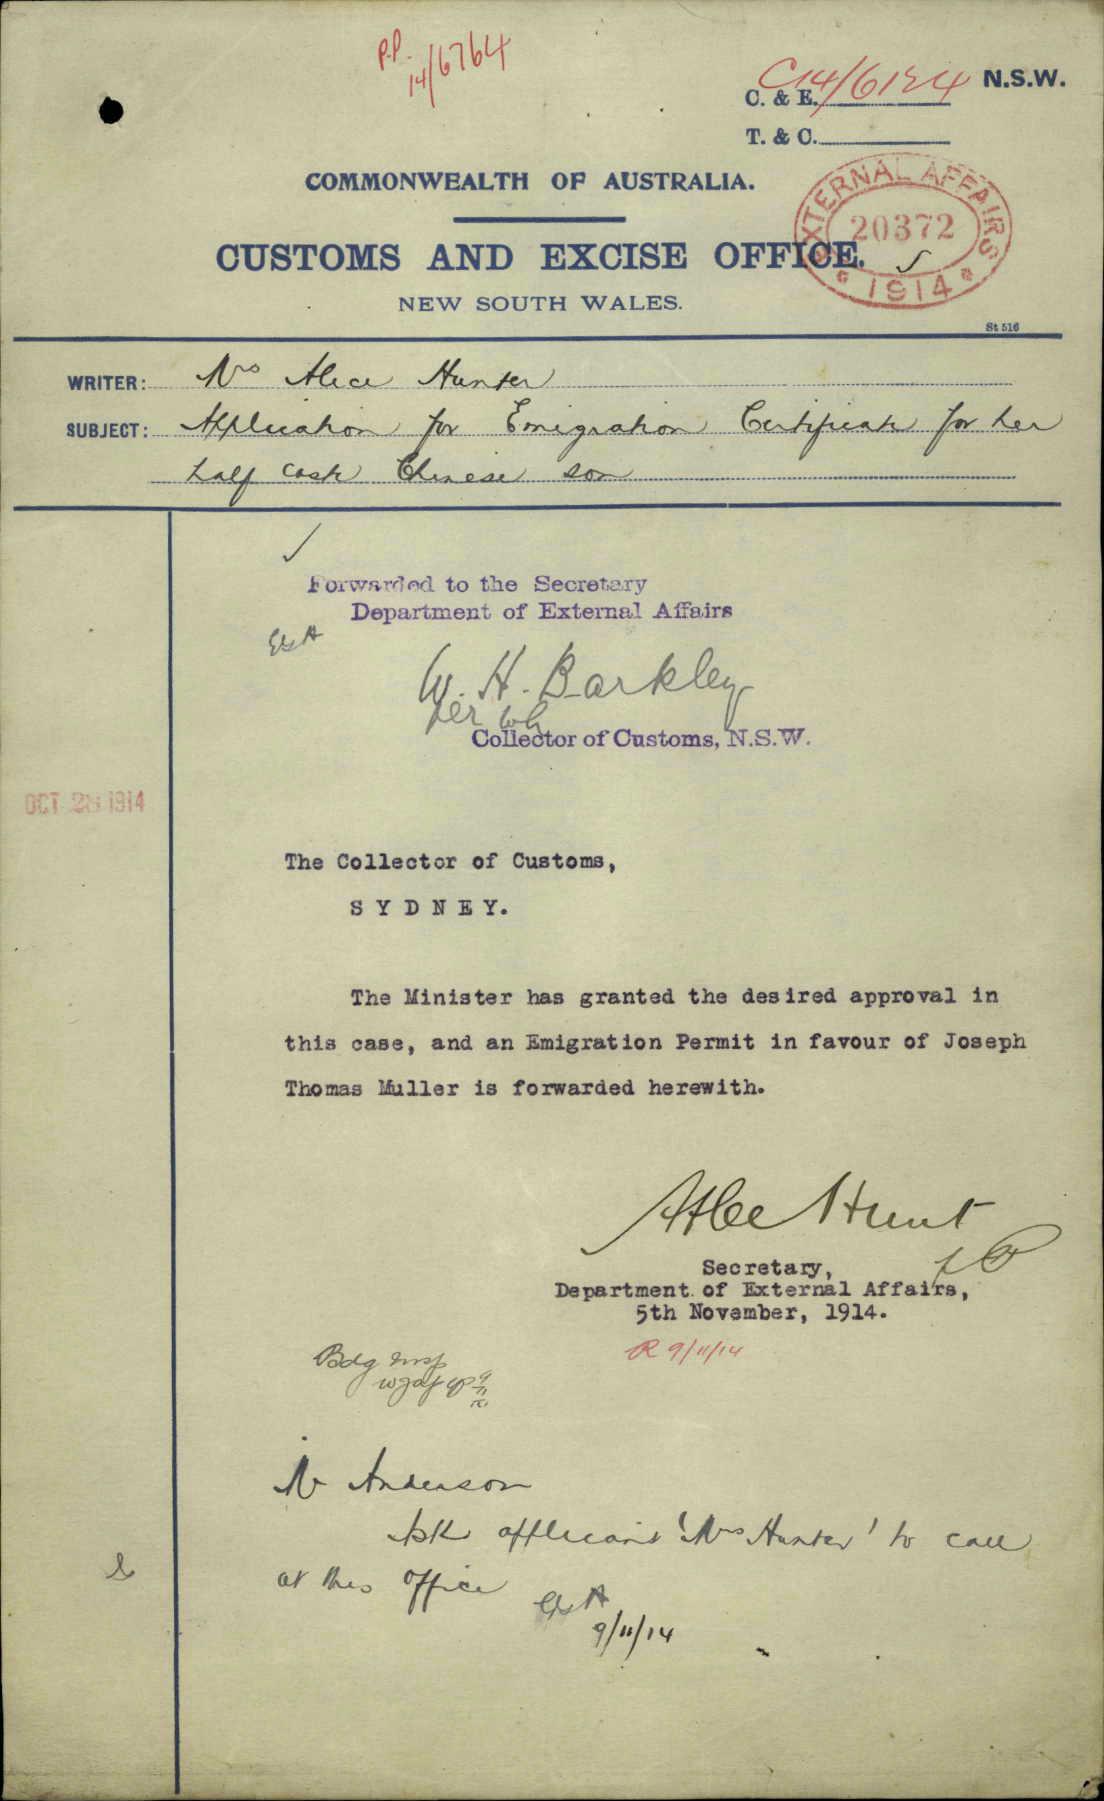 P.P. 14/6764
C. & E. C14/6124 N.S.W.
T. & C.
COMMONWEALTH OF AUSTRALIA.
EXTERNAL AFFAIRS
20372
1914
CUSTOMS AND EXCISE OFFICE.
NEW SOUTH WALES.
St 516
WRITER: Mrs Alice Hunter
SUBJECT: Application for Emigration Certificate for her
half caste Chinese son
Forwarded to the Secretary
Department of External Affairs
W. H. Barkley
per
Collector of Customs, N.S.W.
OCT 28 1914
The Collector of Customs,
SYDNEY.
The Minister has granted the desired approval in
this case, and an Emigration Permit in favour of Joseph
Thomas Muller is forwarded herewith.
Atlee Hunt
Secretary,
Department of External Affairs,
5th November, 1914.
R 9/11/14
Bdg Insp
Mr Anderson
Ask applicant 'Mrs Hunter' to call
at this office
9/11/14